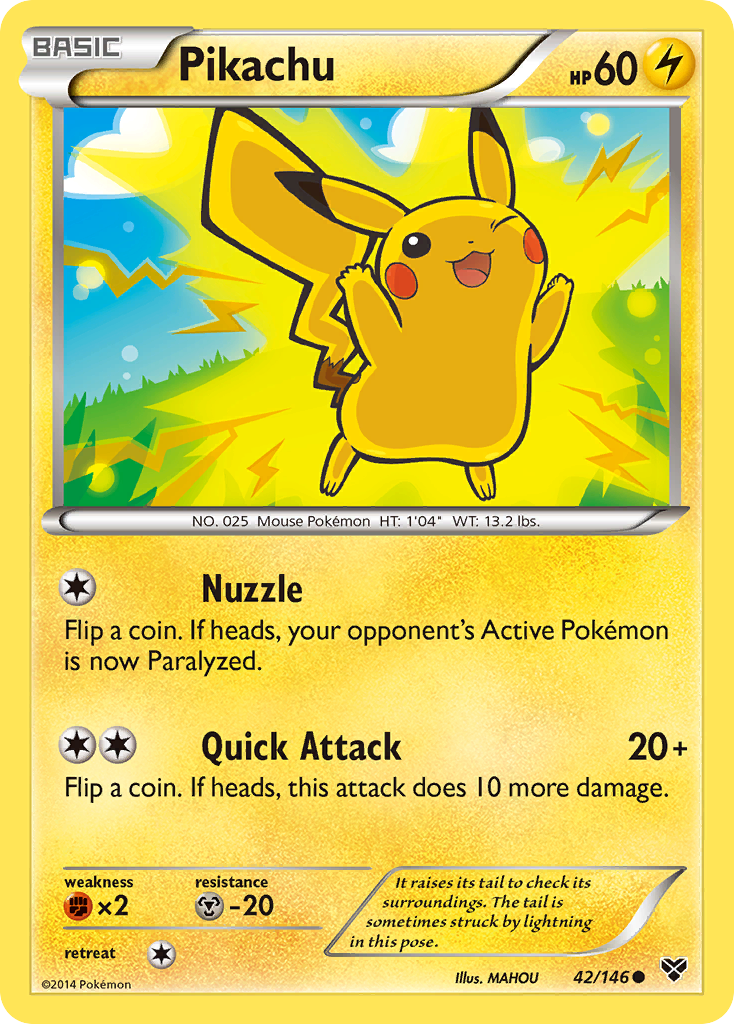 BASIC Pikachu HP60
NO. 025 Mouse Pokémon HT: 1'04" WT: 13.2 lbs.
Nuzzle
Flip a coin. If heads, your opponent's Active Pokémon
is now Paralyzed.
Quick Attack 20+
Flip a coin. If heads, this attack does 10 more damage.
weakness resistance
×2 -20
retreat
It raises its tail to check its
surroundings. The tail is
sometimes struck by lightning
in this pose.
©2014 Pokémon Illus. MAHOU 42/146